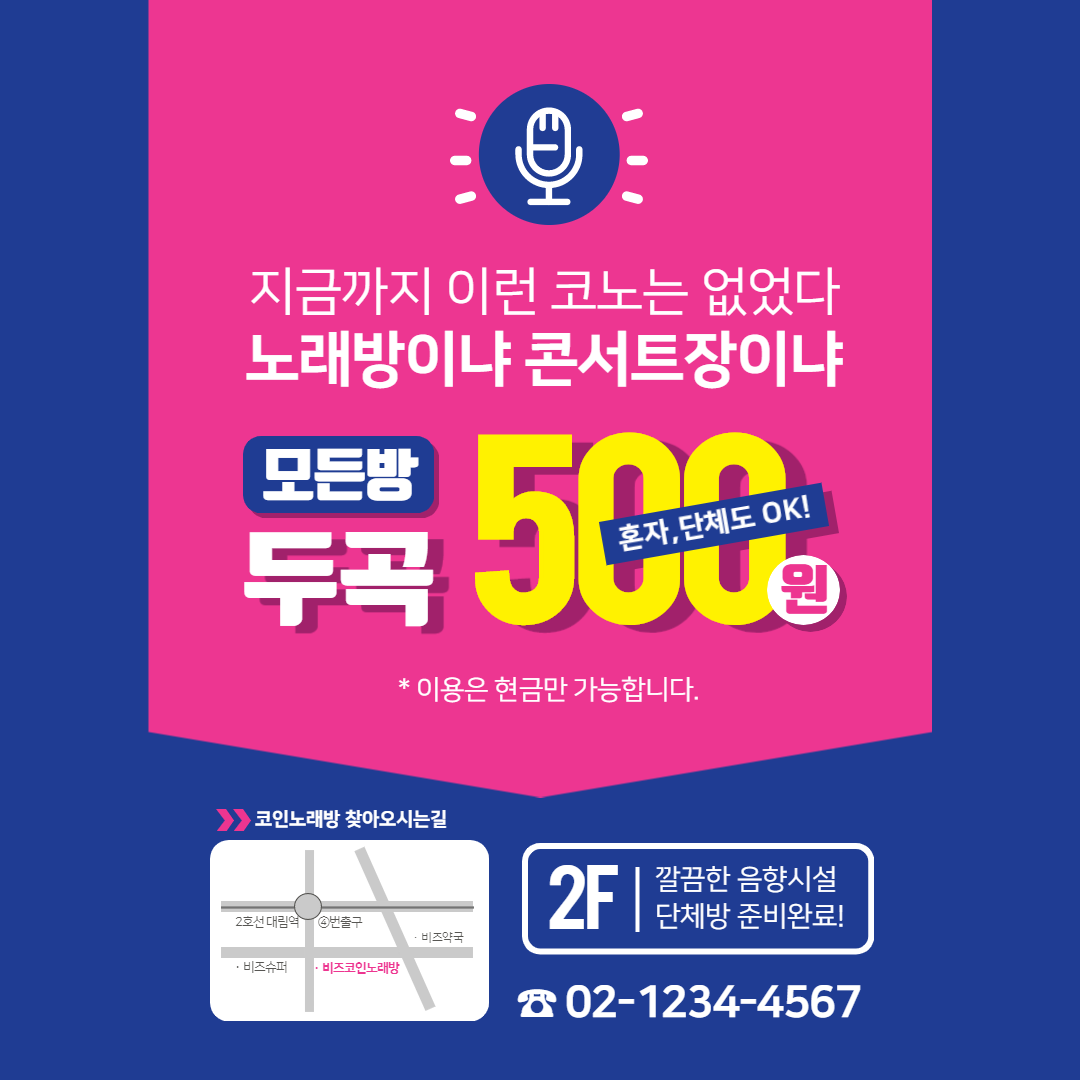 지금까지 이런 코노는 없었다
노래방이냐 콘서트장이냐
모든방
두곡
500
원
혼자,단체도 OK!
* 이용은 현금만 가능합니다.
코인노래방 찾아오시는길
2호선 대림역 ④번출구
· 비즈약국
· 비즈슈퍼
· 비즈코인노래방
2F
깔끔한 음향시설
단체방 준비완료!
☎ 02-1234-4567